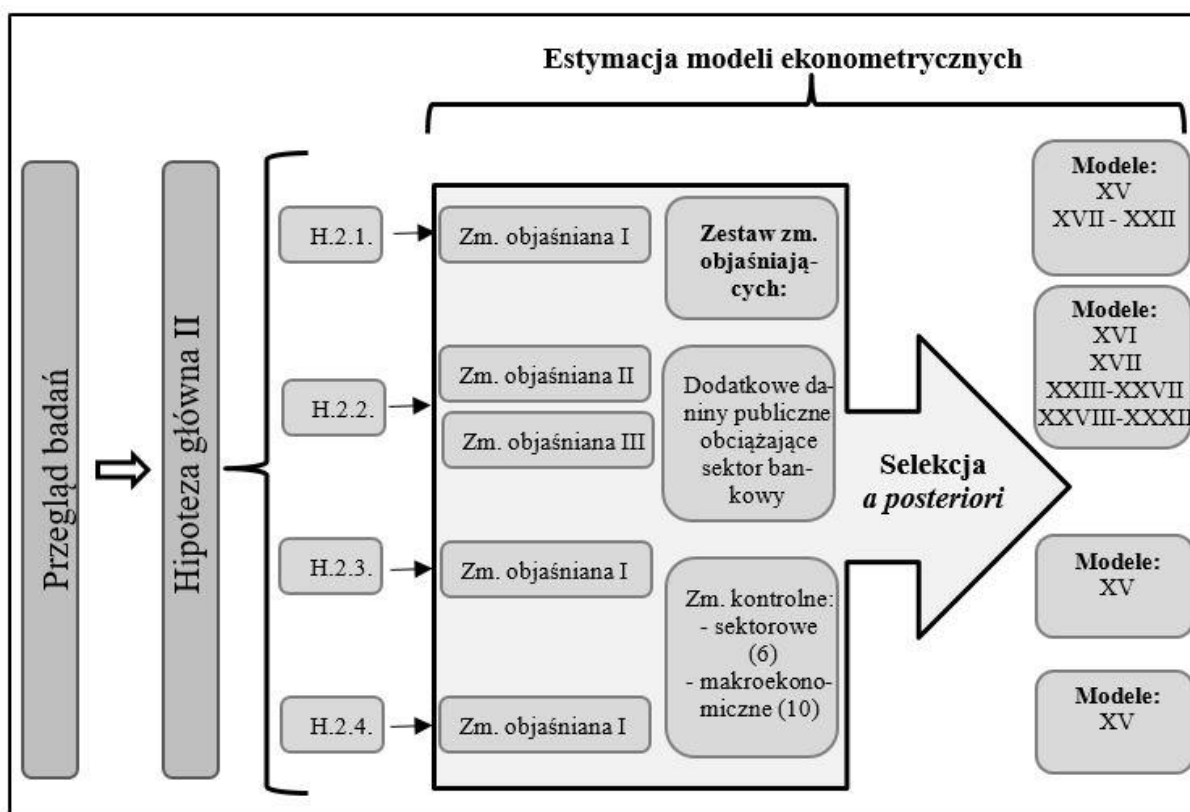 Estymacja modeli ekonometrycznych
Przegląd badań
Hipoteza główna II
H.2.1.
Zm. objaśniana I
H.2.2.
Zm. objaśniana II
Zm. objaśniana III
H.2.3.
Zm. objaśniana I
H.2.4.
Zm. objaśniana I
Zestaw zm.
objaśniają-
cych:
Dodatkowe da-
niny publiczne
obciążające
sektor ban-
kowy
Zm. kontrolne:
- sektorowe
(6)
- makroekono-
miczne (10)
Selekcja
a posteriori
Modele:
XV
XVII - XXII
Modele:
XVI
XVII
XXIII-XXVII
XXVIII-XXXII
Modele:
XV
Modele:
XV